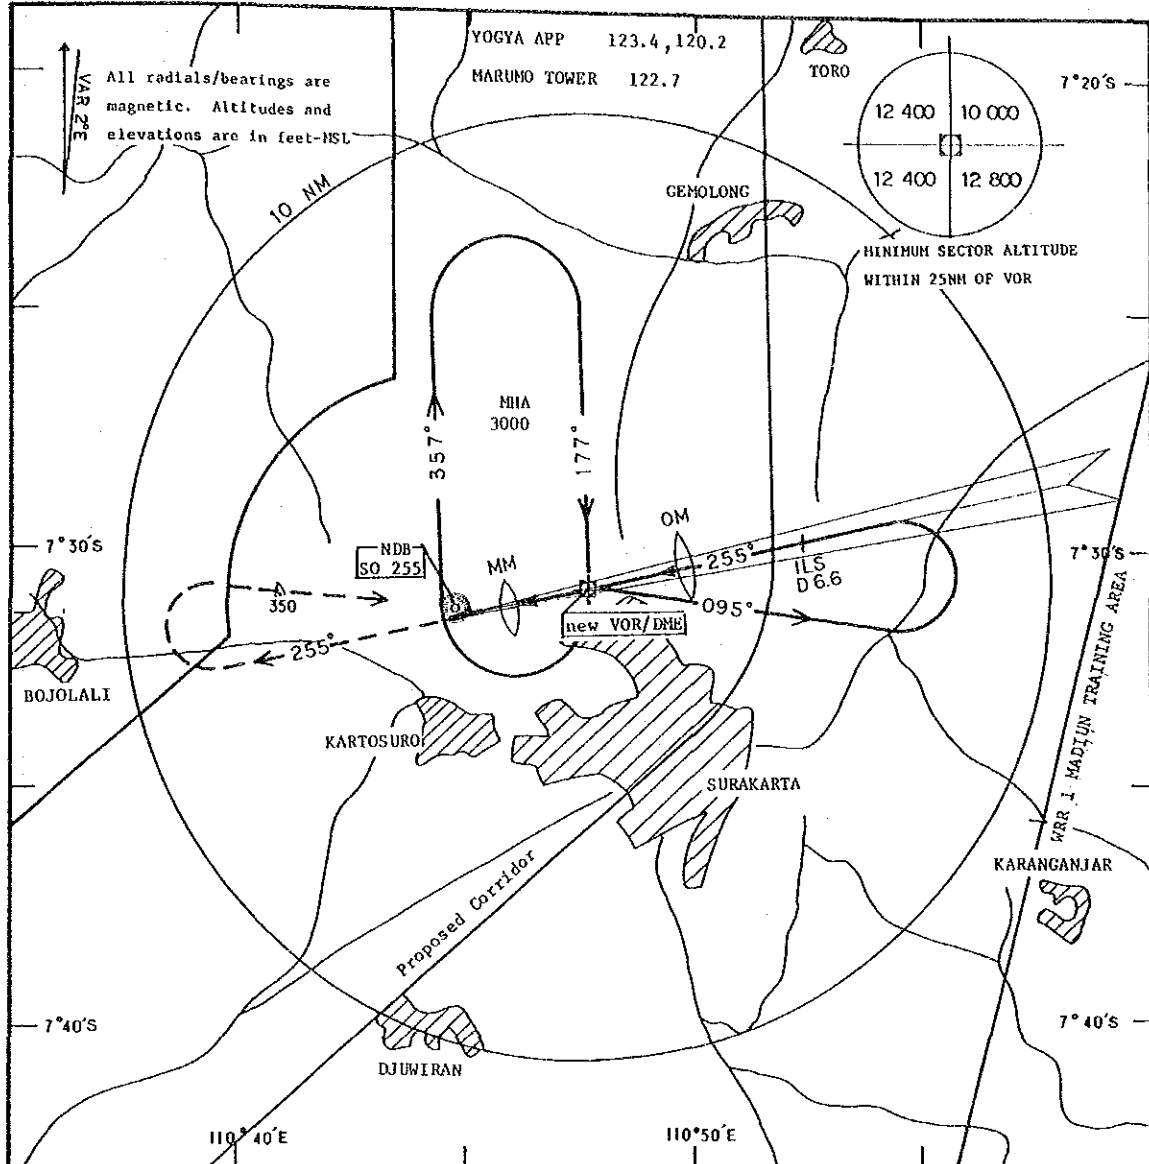 YOGYA APP 123.4,120.2
MARUMO TOWER 122.7
TORO
7°20'S
VAR 2°E
All radials/bearings are
magnetic. Altitudes and
elevations are in feet-MSL
12 400 10 000
12 400 12 800
MINIMUM SECTOR ALTITUDE
WITHIN 25NM OF VOR
10 NM
GEMOLONG
MHA
3000
357°
177°
OM
7°30'S
7°30'S
NDB
SO 255
MM
255°
ILS
D6.6
350
095°
new VOR/DME
255°
BOJOLALI
KARTOSURO
SURAKARTA
WRR 1 MADIUN TRAINING AREA
KARANGANJAR
Proposed Corridor
7°40'S
7°40'S
DJUWIRAN
110°40'E
110°50'E